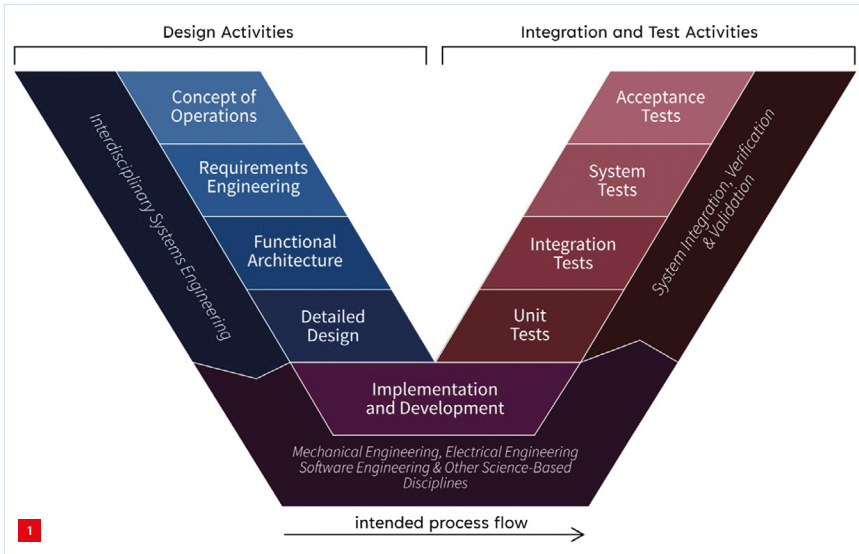 Design Activities
Integration and Test Activities
Concept of
Operations
Requirements
Engineering
Functional
Architecture
Detailed
Design
Interdisciplinary Systems Engineering
Implementation
and Development
Mechanical Engineering, Electrical Engineering
Software Engineering & Other Science-Based
Disciplines
Acceptance
Tests
System
Tests
Integration
Tests
Unit
Tests
System Integration, Verification
& Validation
1
intended process flow